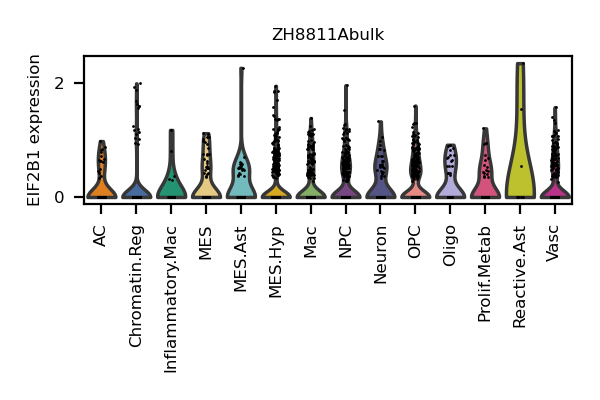 ZH8811Abulk
EIF2B1 expression
2
0
AC
Chromatin.Reg
Inflammatory.Mac
MES
MES.Ast
MES.Hyp
Mac
NPC
Neuron
OPC
Oligo
Prolif.Metab
Reactive.Ast
Vasc